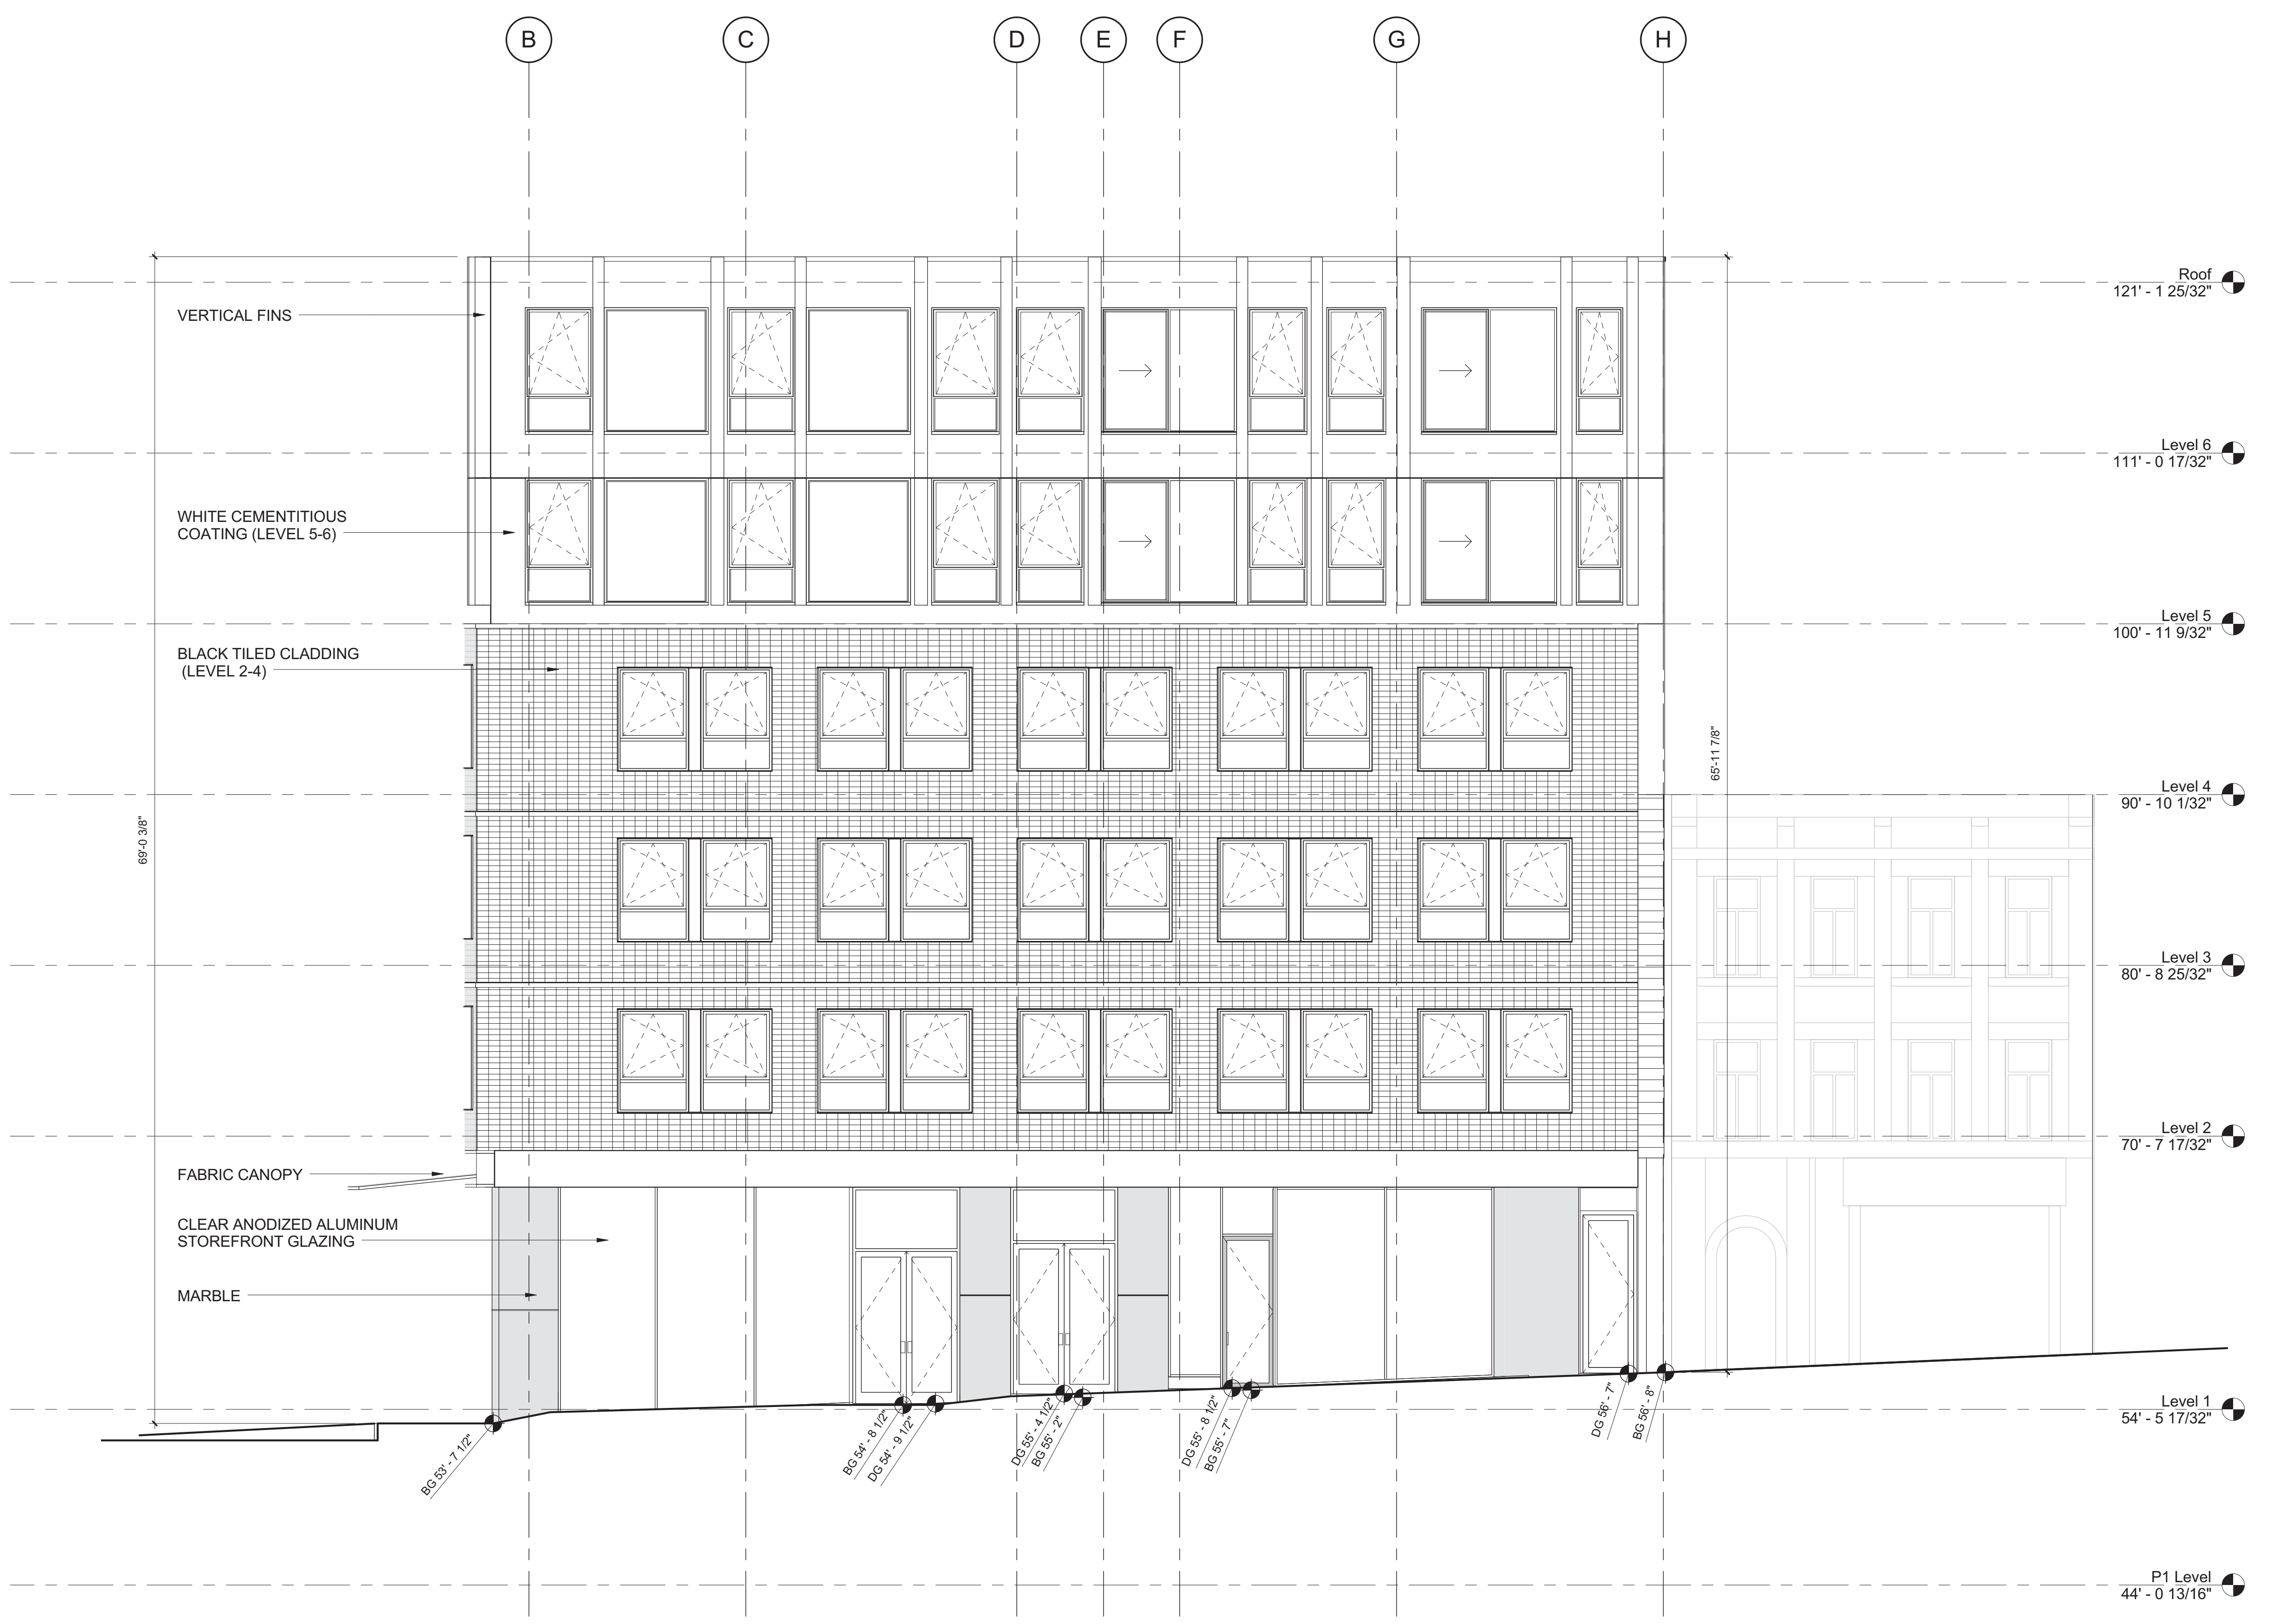 B C D E F G H
Roof
121' - 1 25/32"
VERTICAL FINS
Level 6
111' - 0 17/32"
WHITE CEMENTITIOUS
COATING (LEVEL 5-6)
Level 5
100' - 11 9/32"
BLACK TILED CLADDING
(LEVEL 2-4)
65'-11 7/8"
Level 4
90' - 10 1/32"
69'-0 3/8"
Level 3
80' - 8 25/32"
Level 2
70' - 7 17/32"
FABRIC CANOPY
CLEAR ANODIZED ALUMINUM
STOREFRONT GLAZING
MARBLE
Level 1
54' - 5 17/32"
BG 53' - 7 1/2"
BG 54' - 8 1/2"
DG 54' - 9 1/2"
DG 55' - 4 1/2"
BG 55' - 2"
DG 55' - 8 1/2"
BG 55' - 7"
DG 56' - 7"
BG 56' - 8"
P1 Level
44' - 0 13/16"